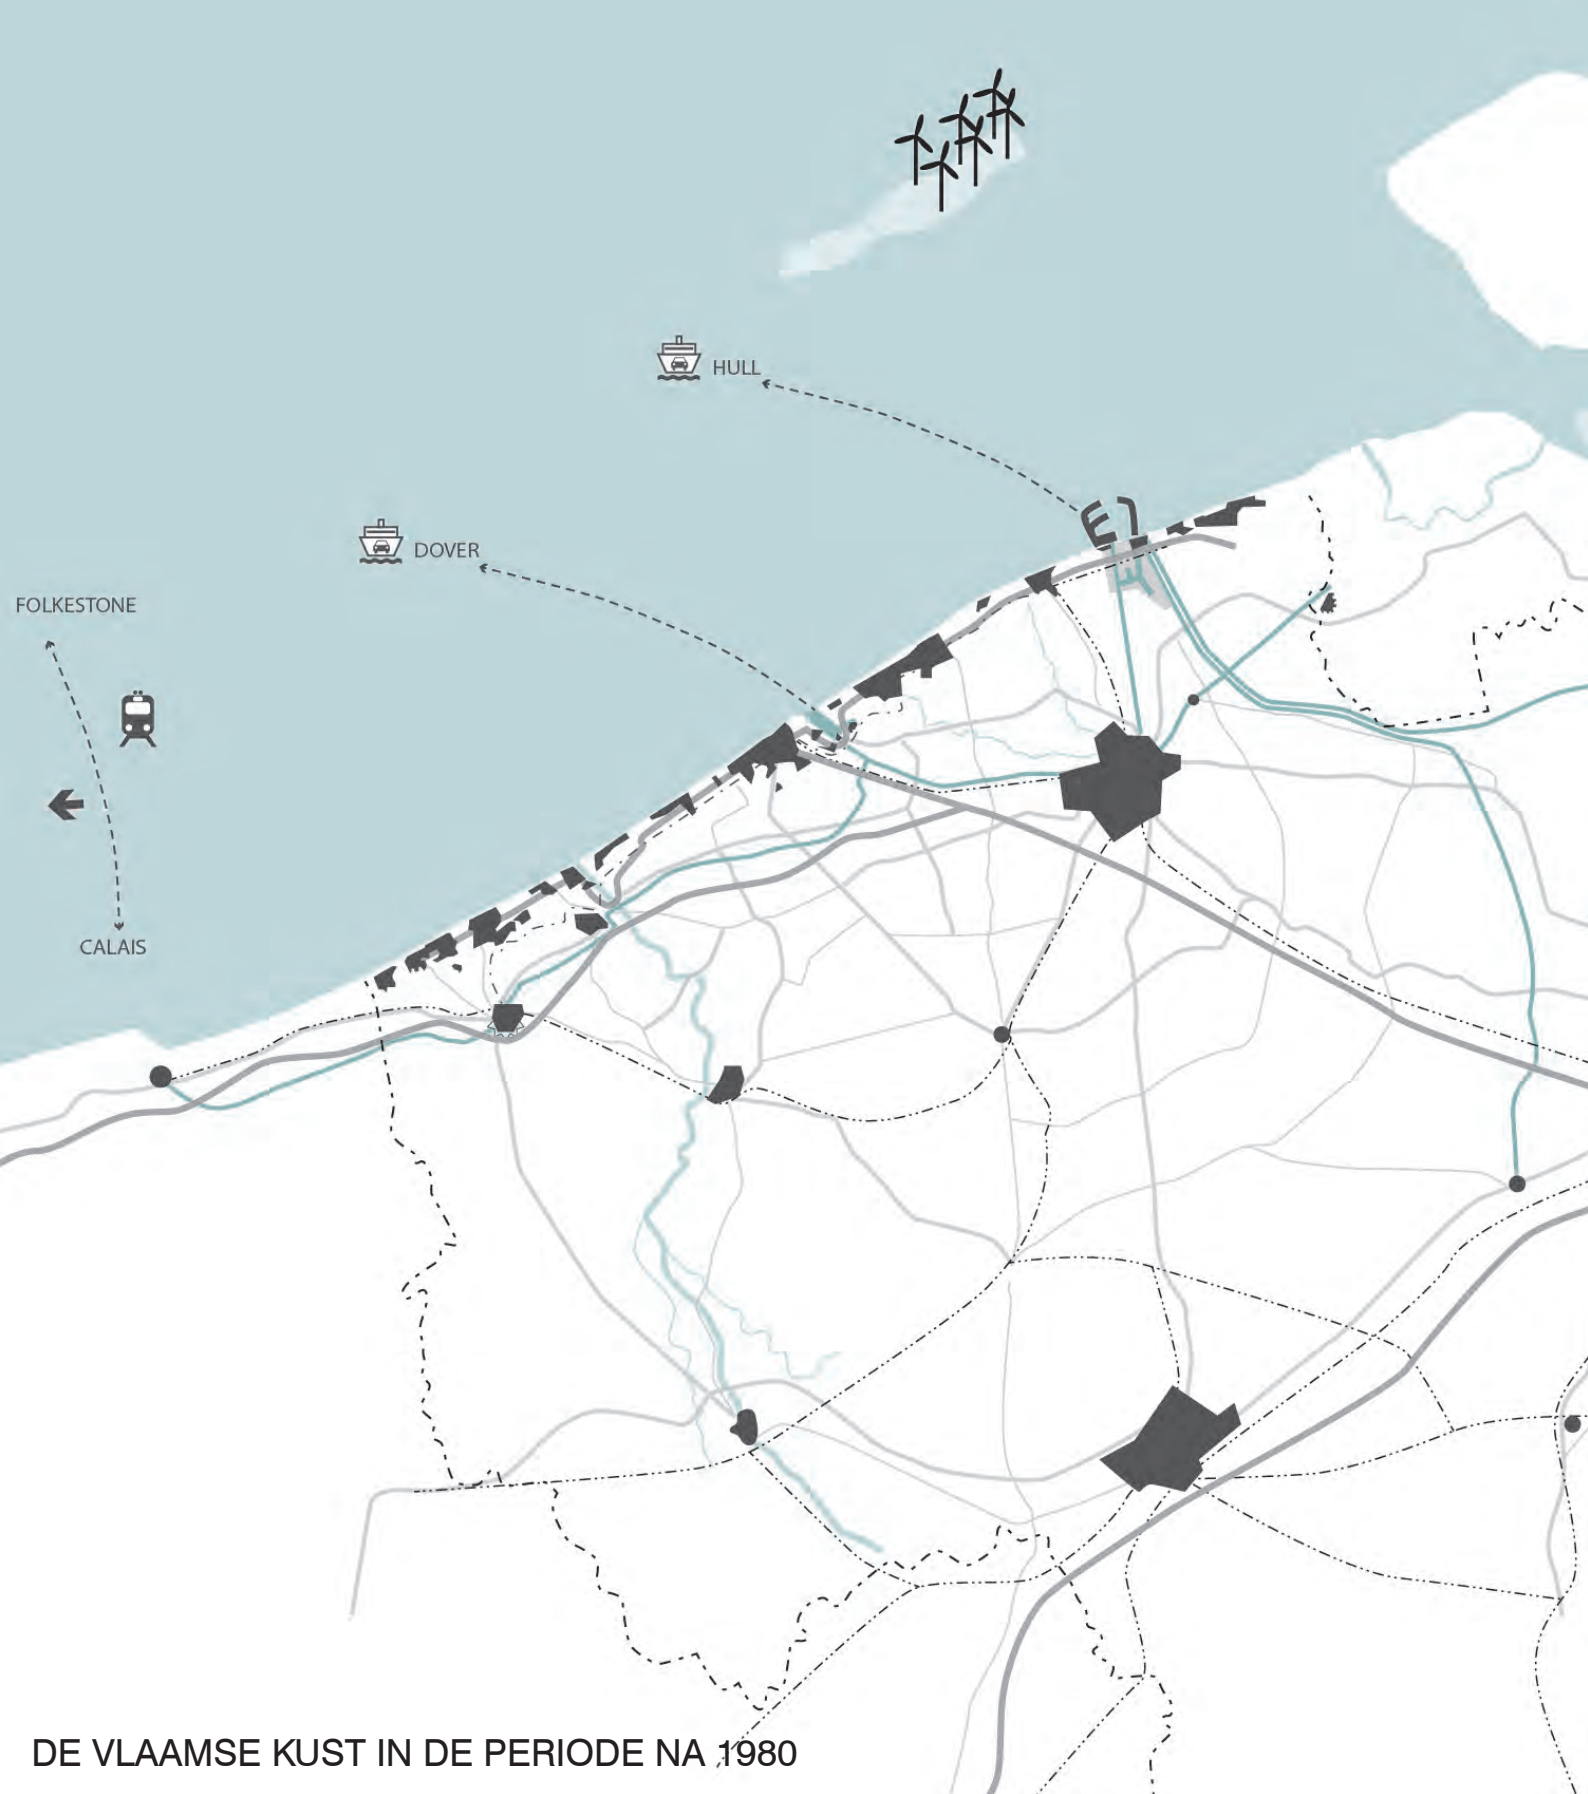 HULL
DOVER
FOLKESTONE
CALAIS
DE VLAAMSE KUST IN DE PERIODE NA 1980